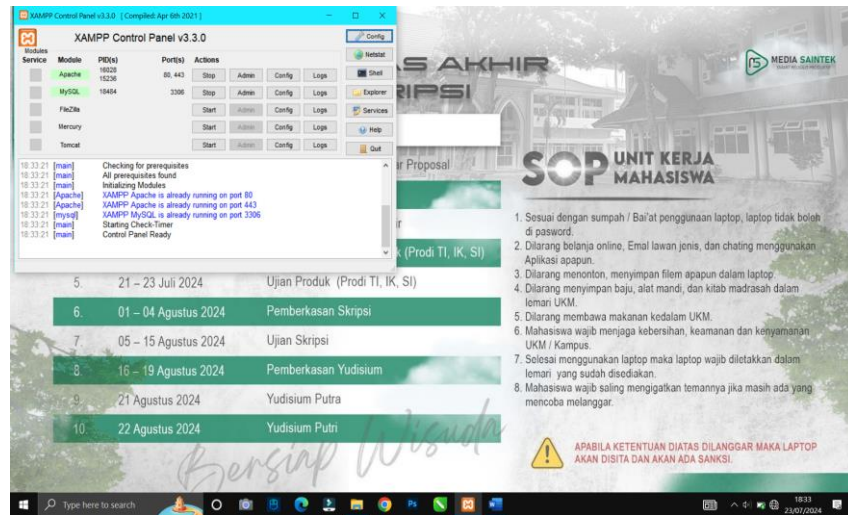 XAMPP Control Panel v3.3.0 [ Compiled: Apr 6th 2021 ]
XAMPP Control Panel v3.3.0
Config
Modules
Service Module PID(s) Port(s) Actions
Netstat
Apache 16028 15236 80, 443 Stop Admin Config Logs
Shell
MySQL 18484 3306 Stop Admin Config Logs
Explorer
FileZilla Start Admin Config Logs
Services
Mercury Start Admin Config Logs
Help
Tomcat Start Admin Config Logs
Quit
18:33:21 [main] Checking for prerequisites
18:33:21 [main] All prerequisites found
18:33:21 [main] Initializing Modules
18:33:21 [Apache] XAMPP Apache is already running on port 80
18:33:21 [Apache] XAMPP Apache is already running on port 443
18:33:21 [mysql] XAMPP MySQL is already running on port 3306
18:33:21 [main] Starting Check-Timer
18:33:21 [main] Control Panel Ready
AS AKHIR
RIPSI
Proposal
(Prodi TI, IK, SI)
5. 21 – 23 Juli 2024 Ujian Produk (Prodi TI, IK, SI)
6. 01 – 04 Agustus 2024 Pemberkasan Skripsi
7. 05 – 15 Agustus 2024 Ujian Skripsi
8. 16 – 19 Agustus 2024 Pemberkasan Yudisium
9. 21 Agustus 2024 Yudisium Putra
10. 22 Agustus 2024 Yudisium Putri
Bersiap Wisuda
MEDIA SAINTEK
SOP UNIT KERJA
MAHASISWA
1. Sesuai dengan sumpah / Bai'at penggunaan laptop, laptop tidak boleh
di pasword.
2. Dilarang belanja online, Emal lawan jenis, dan chating menggunakan
Aplikasi apapun.
3. Dilarang menonton, menyimpan filem apapun dalam laptop.
4. Dilarang menyimpan baju, alat mandi, dan kitab madrasah dalam
lemari UKM.
5. Dilarang membawa makanan kedalam UKM.
6. Mahasiswa wajib menjaga kebersihan, keamanan dan kenyamanan
UKM / Kampus.
7. Selesai menggunakan laptop maka laptop wajib diletakkan dalam
lemari yang sudah disediakan.
8. Mahasiswa wajib saling mengigatkan temannya jika masih ada yang
mencoba melanggar.
APABILA KETENTUAN DIATAS DILANGGAR MAKA LAPTOP
AKAN DISITA DAN AKAN ADA SANKSI.
Type here to search
18:33
23/07/2024